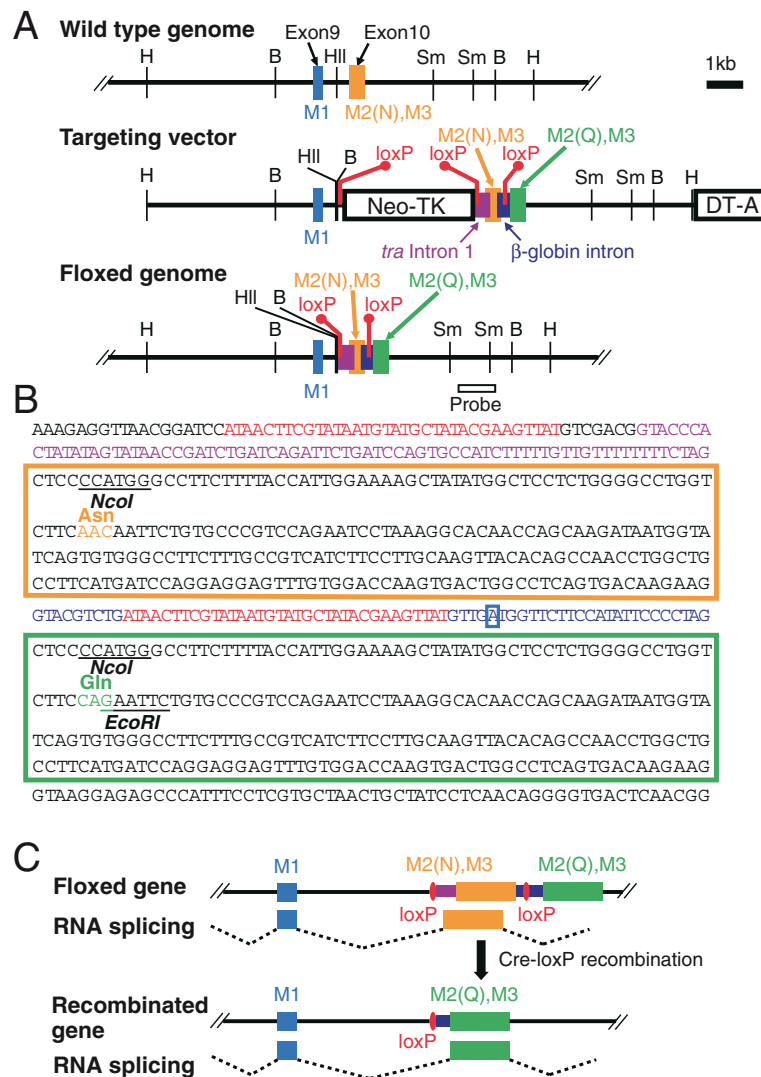 A
Wild type genome
Exon9 Exon10
H B HII Sm Sm B H
1kb
M1 M2(N),M3
Targeting vector
M2(N),M3 M2(Q),M3
HII B loxP loxP loxP
H B Sm Sm B H
Neo-TK DT-A
M1
tra Intron 1 β-globin intron
Floxed genome
M2(N),M3 M2(Q),M3
HII B loxP loxP
H B Sm Sm B H
M1
Probe
B
AAAGAGGTTAACGGATCCATAACTTCGTATAATGTATGCTATACGAAGTTATGTCGACGGTACCCA
CTATATAGTATAACCGATCTGATCAGATTCTGATCCAGTGCCATCTTTTTGTTGTTTTTTTTCTAG
CTCCCCATGGGCCTTCTTTTACCATTGGAAAAGCTATATGGCTCCTCTGGGGCCTGGT
NcoI
Asn
CTTCAACAATTCTGTGCCCGTCCAGAATCCTAAAGGCACAACCAGCAAGATAATGGTA
TCAGTGTGGGCCTTCTTTGCCGTCATCTTCCTTGCAAGTTACACAGCCAACCTGGCTG
CCTTCATGATCCAGGAGGAGTTTGTGGACCAAGTGACTGGCCTCAGTGACAAGAAG
GTACGTCTGATAACTTCGTATAATGTATGCTATACGAAGTTATGTTGATGGTTCTTCCATATTCCCCTAG
CTCCCCATGGGCCTTCTTTTACCATTGGAAAAGCTATATGGCTCCTCTGGGGCCTGGT
NcoI
Gln
CTTCCAGAATTCTGTGCCCGTCCAGAATCCTAAAGGCACAACCAGCAAGATAATGGTA
EcoRI
TCAGTGTGGGCCTTCTTTGCCGTCATCTTCCTTGCAAGTTACACAGCCAACCTGGCTG
CCTTCATGATCCAGGAGGAGTTTGTGGACCAAGTGACTGGCCTCAGTGACAAGAAG
GTAAGGAGAGCCCATTTCCTCGTGCTAACTGCTATCCTCAACAGGGGTGACTCAACGG
C
M1 M2(N),M3 M2(Q),M3
Floxed gene
loxP loxP
RNA splicing
Cre-loxP recombination
M1 M2(Q),M3
Recombinated
gene
loxP
RNA splicing